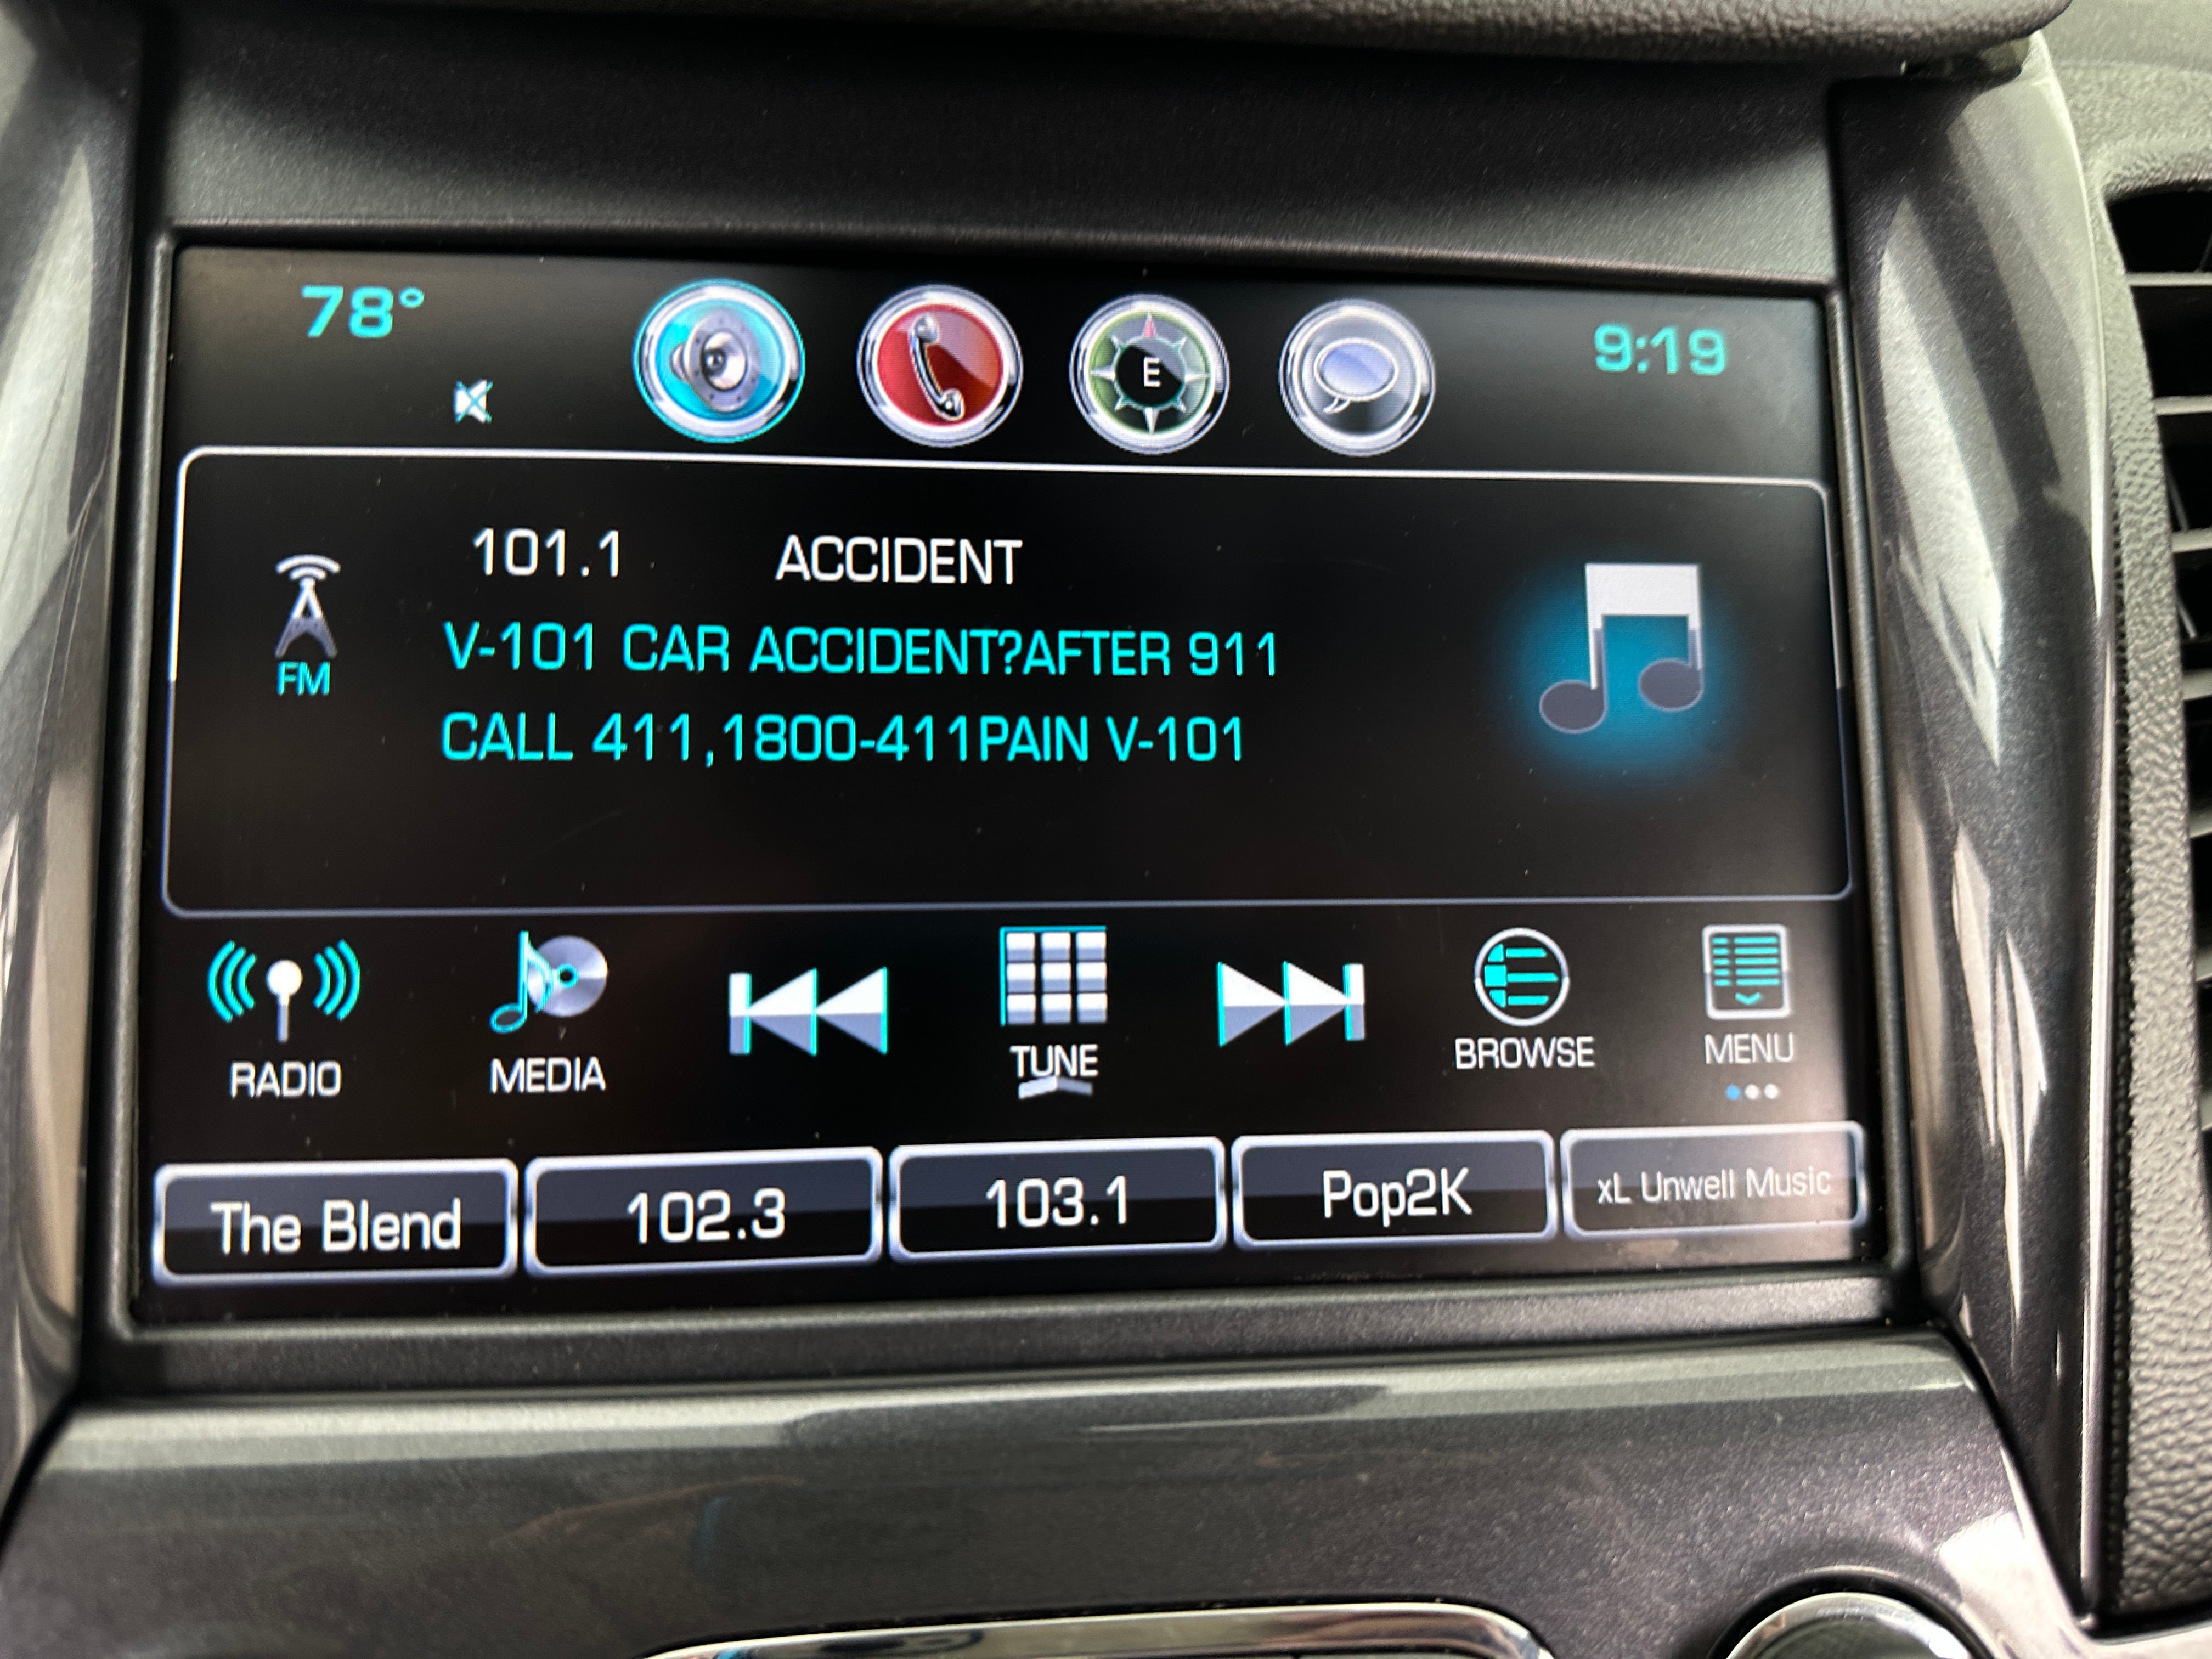 78°
E
9:19
101.1 ACCIDENT
FM
V-101 CAR ACCIDENT?AFTER 911
CALL 411,1800-411PAIN V-101
RADIO
MEDIA
TUNE
BROWSE
MENU
The Blend
102.3
103.1
Pop2K
xL Unwell Music